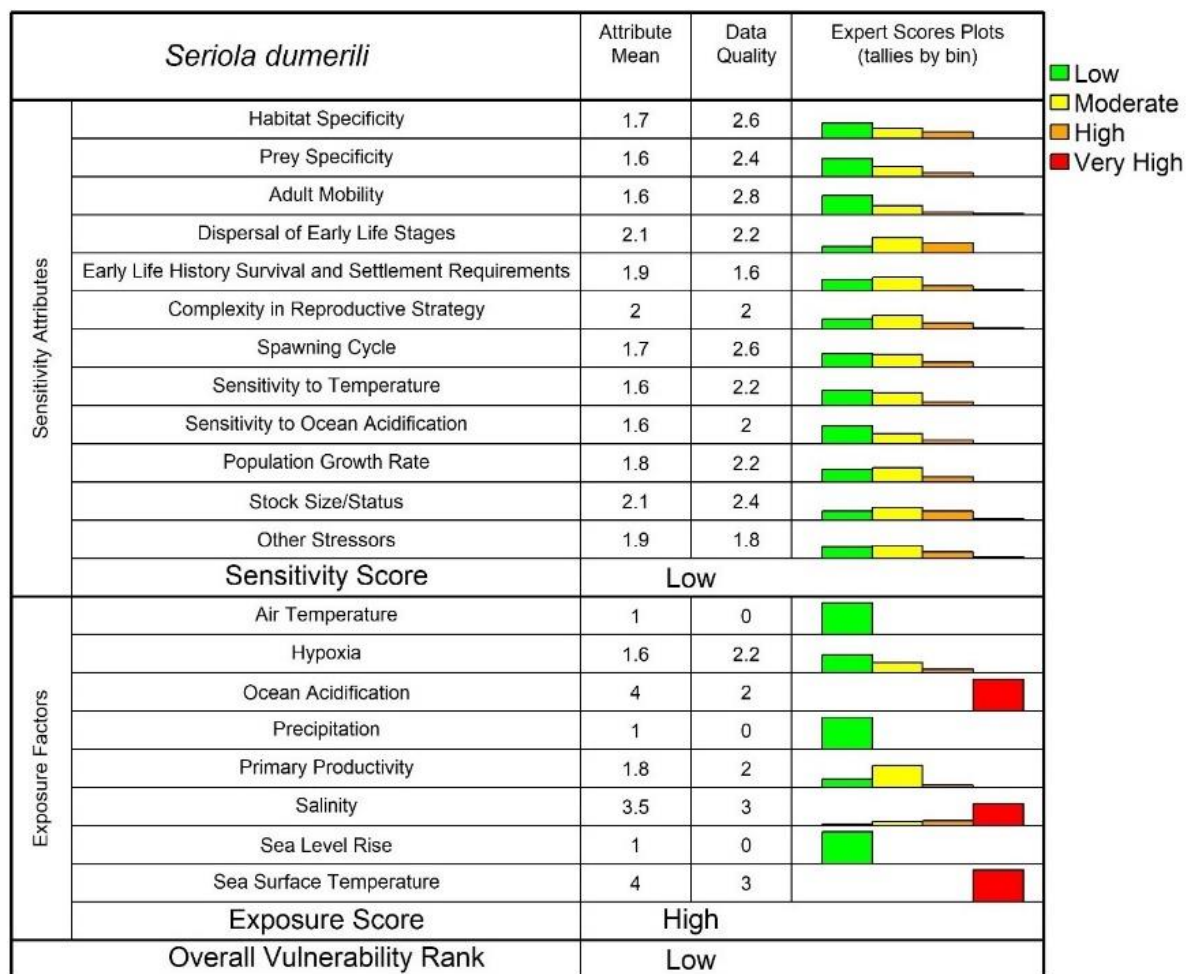 Seriola dumerili
Attribute Mean
Data Quality
Expert Scores Plots
(tallies by bin)
Low
Moderate
High
Very High
Sensitivity Attributes
Habitat Specificity 1.7 2.6
Prey Specificity 1.6 2.4
Adult Mobility 1.6 2.8
Dispersal of Early Life Stages 2.1 2.2
Early Life History Survival and Settlement Requirements 1.9 1.6
Complexity in Reproductive Strategy 2 2
Spawning Cycle 1.7 2.6
Sensitivity to Temperature 1.6 2.2
Sensitivity to Ocean Acidification 1.6 2
Population Growth Rate 1.8 2.2
Stock Size/Status 2.1 2.4
Other Stressors 1.9 1.8
Sensitivity Score Low
Exposure Factors
Air Temperature 1 0
Hypoxia 1.6 2.2
Ocean Acidification 4 2
Precipitation 1 0
Primary Productivity 1.8 2
Salinity 3.5 3
Sea Level Rise 1 0
Sea Surface Temperature 4 3
Exposure Score High
Overall Vulnerability Rank Low